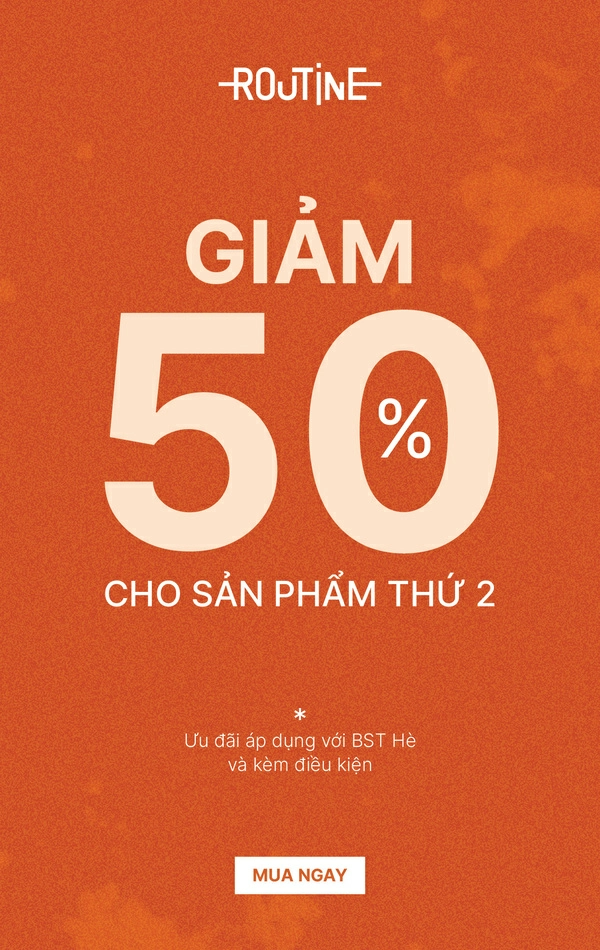 ROUTINE
GIẢM
50%
CHO SẢN PHẨM THỨ 2
*
Ưu đãi áp dụng với BST Hè
và kèm điều kiện
MUA NGAY